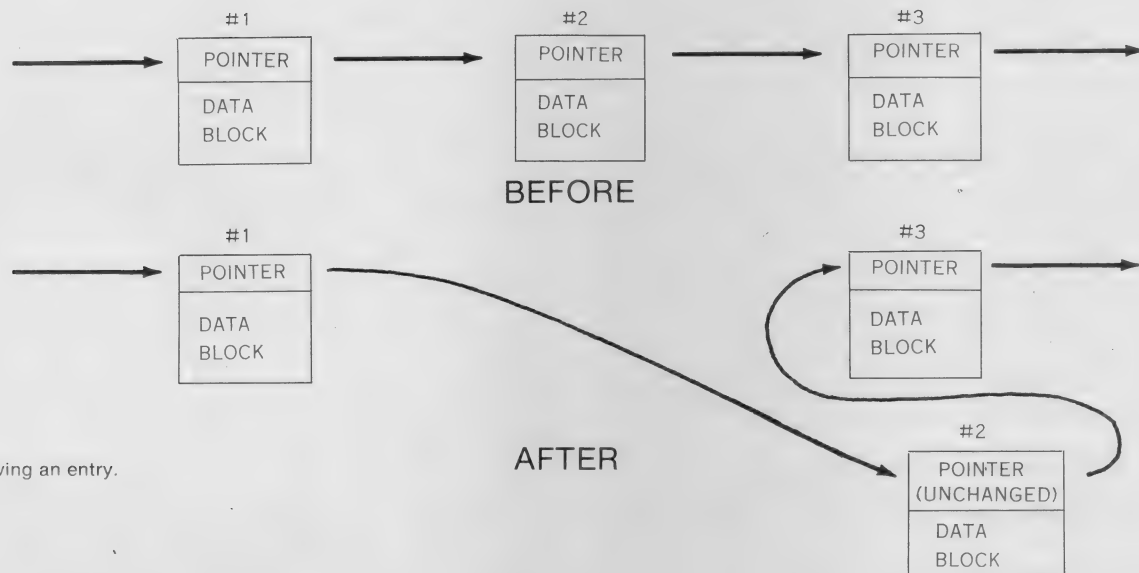 #1
#2
#3
POINTER
POINTER
POINTER
DATA
BLOCK
DATA
BLOCK
DATA
BLOCK
BEFORE
#1
#3
POINTER
POINTER
DATA
BLOCK
DATA
BLOCK
#2
AFTER
POINTER
(UNCHANGED)
an entry.
DATA
BLOCK